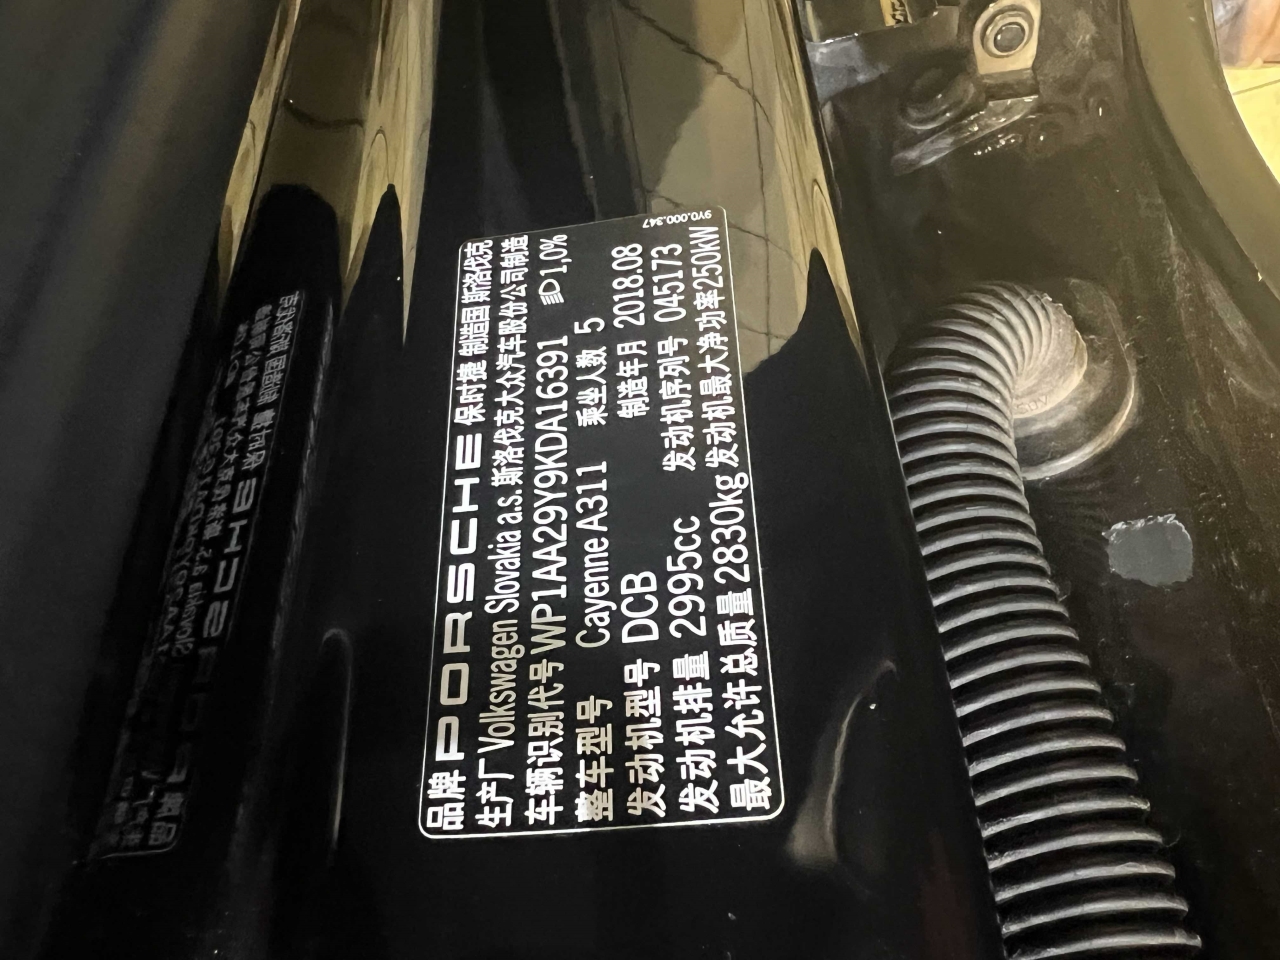 9Y0.000.347
品牌 PORSCHE 保时捷 制造国 斯洛伐克
生产厂 Volkswagen Slovakia a.s. 斯洛伐克大众汽车股份公司制造
车辆识别代号 WP1AA29Y9KDA16391 1,0%
整车型号 Cayenne A311 乘坐人数 5
发动机型号 DCB 制造年月 2018.08
发动机排量 2995cc 发动机序列号 045173
最大允许总质量 2830kg 发动机最大净功率 250kW